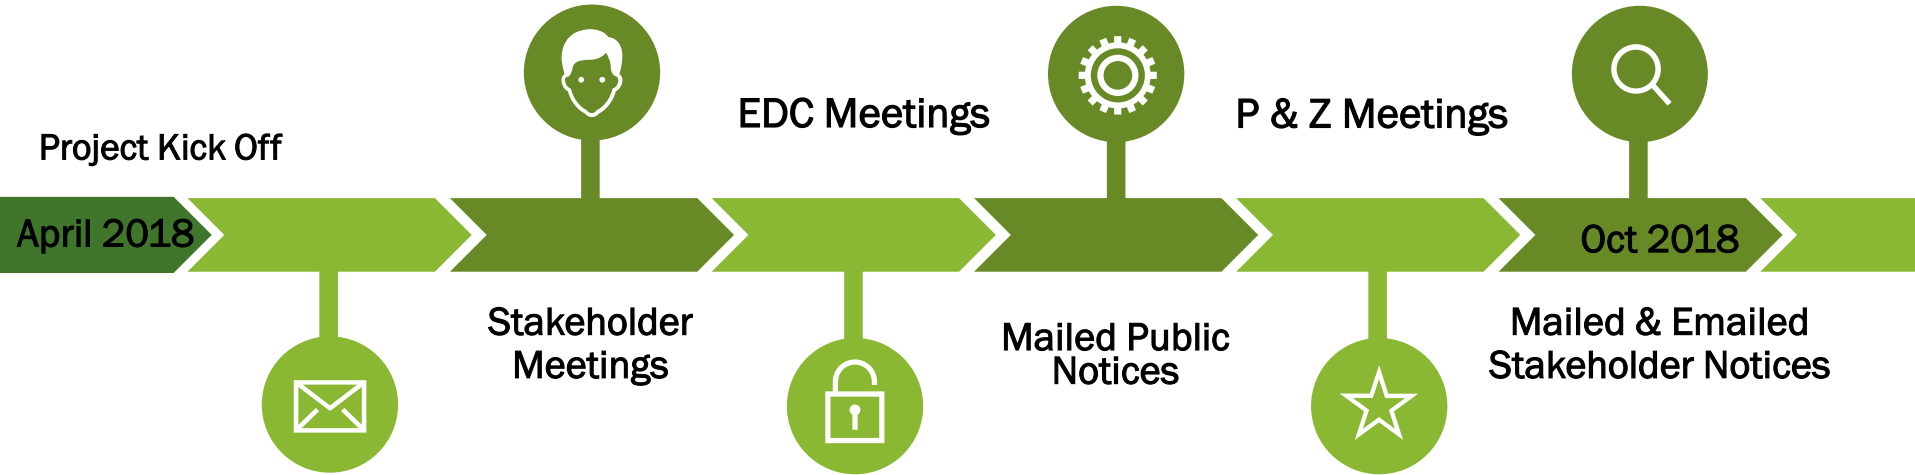 Project Kick Off
April 2018
Stakeholder
Meetings
EDC Meetings
Mailed Public
Notices
P & Z Meetings
Oct 2018
Mailed & Emailed
Stakeholder Notices